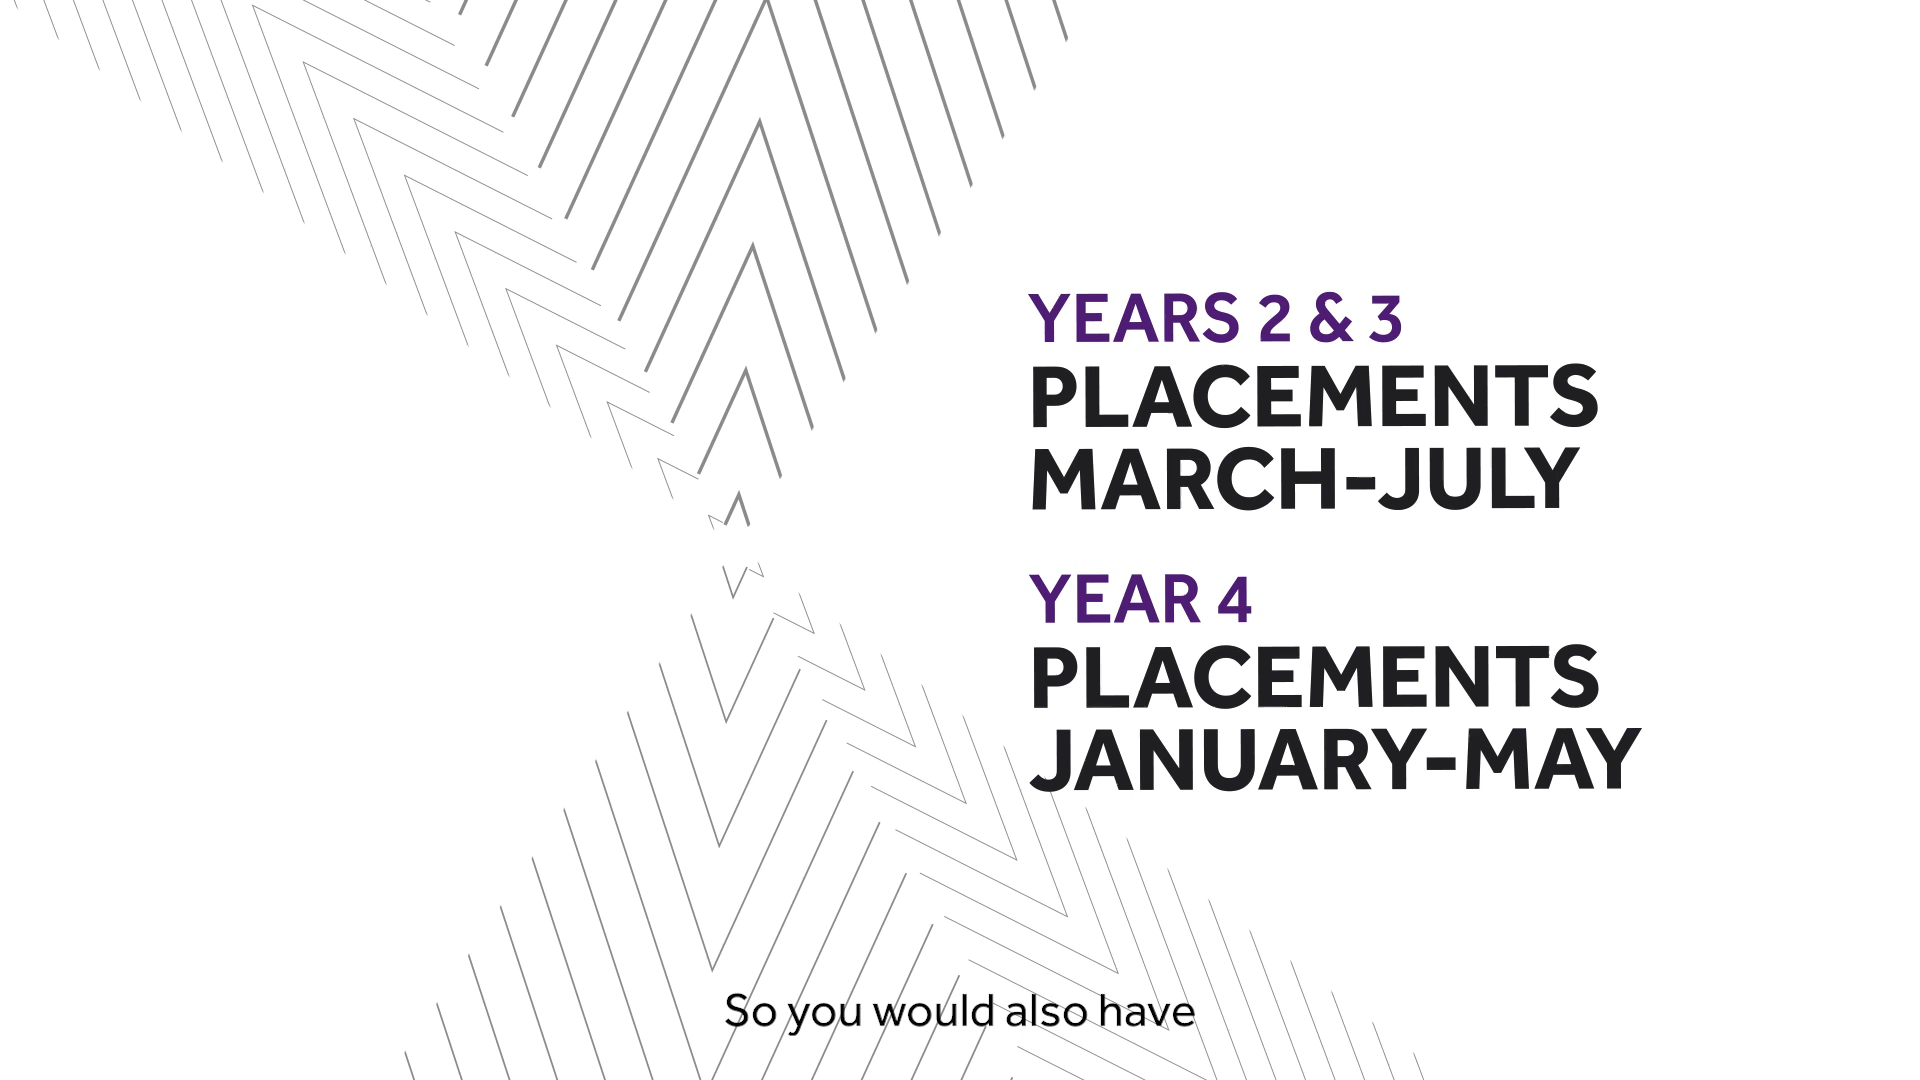 YEARS 2 & 3
PLACEMENTS
MARCH-JULY
YEAR 4
PLACEMENTS
JANUARY-MAY
So you would also have